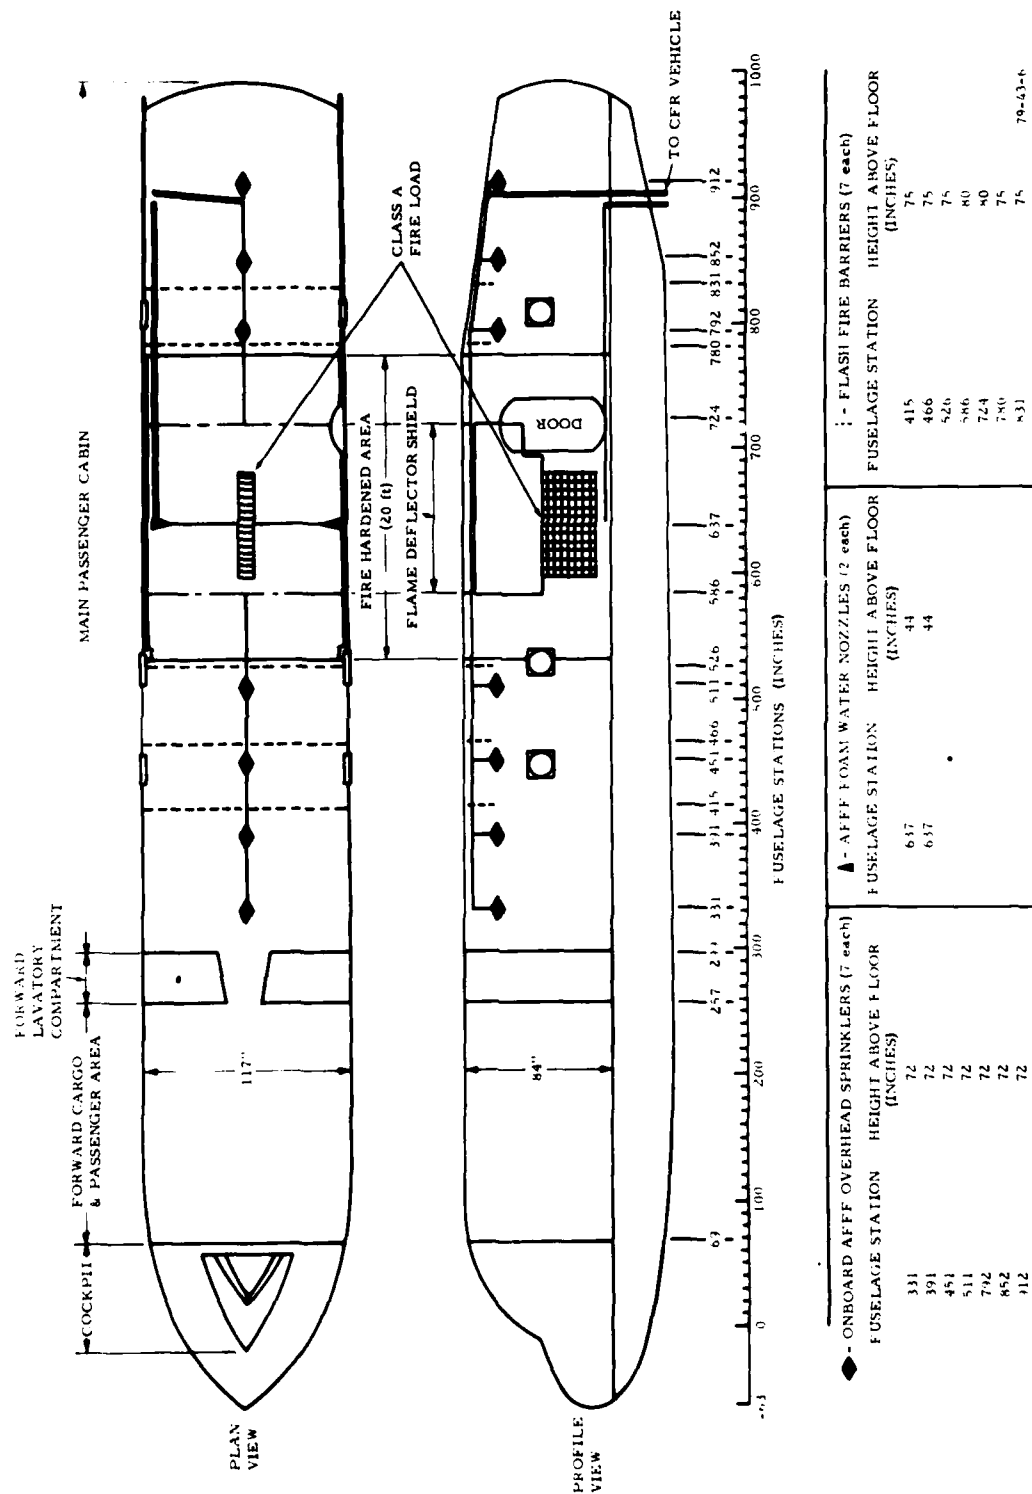 MAIN PASSENGER CABIN
FORWARD
LAVATORY
COMPARTMENT
FORWARD CARGO
& PASSENGER AREA
COCKPIT
117"
PLAN
VIEW
CLASS A
FIRE LOAD
FIRE HARDENED AREA
(20 ft)
FLAME DEFLECTOR SHIELD
DOOR
84"
TO CFR VEHICLE
PROFILE
VIEW
69
257
331
391
415
451
466
511
526
586
637
724
780
792
831
852
912
0
100
200
300
400
500
600
700
800
900
1000
FUSELAGE STATIONS (INCHES)
- ONBOARD AFFF OVERHEAD SPRINKLERS (7 each)
FUSELAGE STATION HEIGHT ABOVE FLOOR
(INCHES)
331 72
391 72
451 72
511 72
792 72
852 72
912 72
- AFFF FOAM WATER NOZZLES (2 each)
FUSELAGE STATION HEIGHT ABOVE FLOOR
(INCHES)
637 44
637 44
- FLASH FIRE BARRIERS (7 each)
FUSELAGE STATION HEIGHT ABOVE FLOOR
(INCHES)
415 75
466 75
526 75
586 80
724 80
780 75
831 75
79-43-6